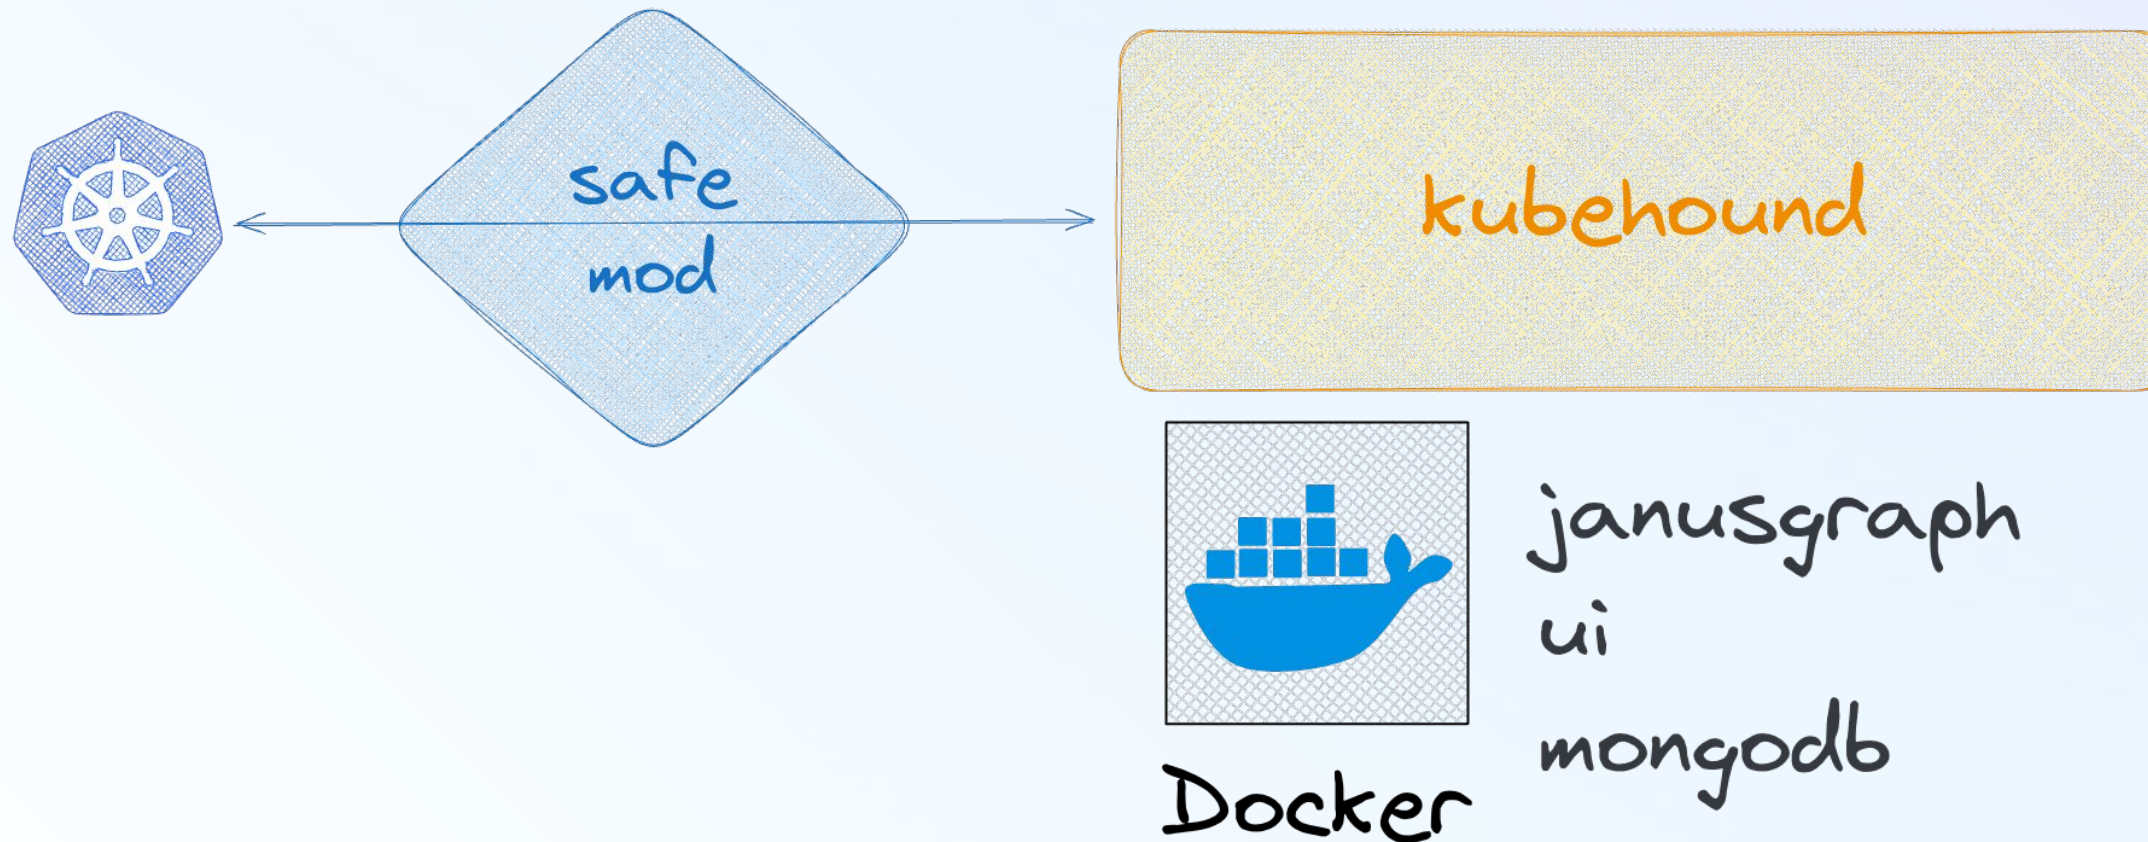 safe
mod
kubehound
janusgraph
ui
mongodb
Docker